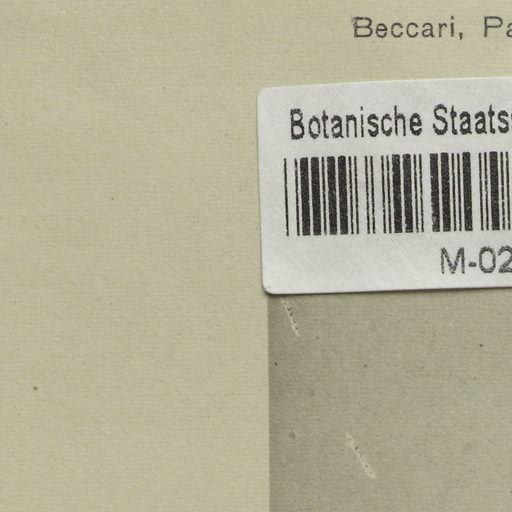 Beccari, Pa
Botanische Staats
M-02